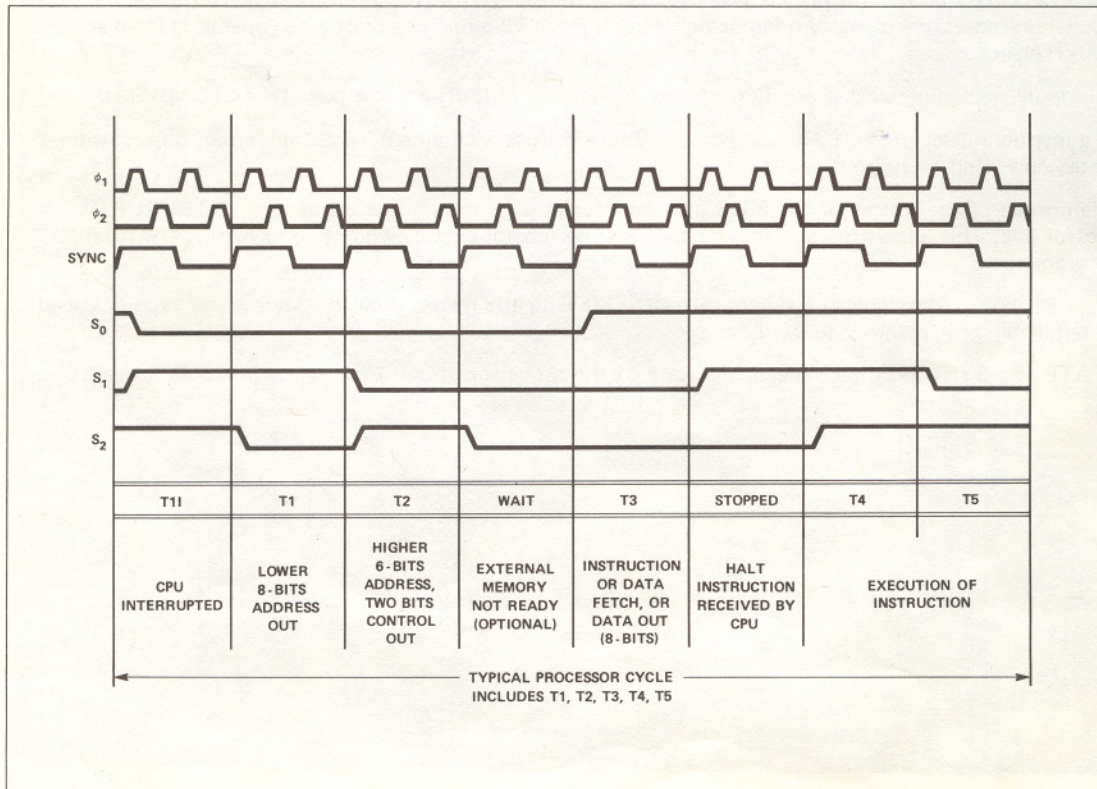 ϕ1
ϕ2
SYNC
S0
S1
S2
T1I T1 T2 WAIT T3 STOPPED T4 T5
CPU
INTERRUPTED
LOWER
8-BITS
ADDRESS
OUT
HIGHER
6-BITS
ADDRESS,
TWO BITS
CONTROL
OUT
EXTERNAL
MEMORY
NOT READY
(OPTIONAL)
INSTRUCTION
OR DATA
FETCH, OR
DATA OUT
(8-BITS)
HALT
INSTRUCTION
RECEIVED BY
CPU
EXECUTION OF
INSTRUCTION
TYPICAL PROCESSOR CYCLE
INCLUDES T1, T2, T3, T4, T5